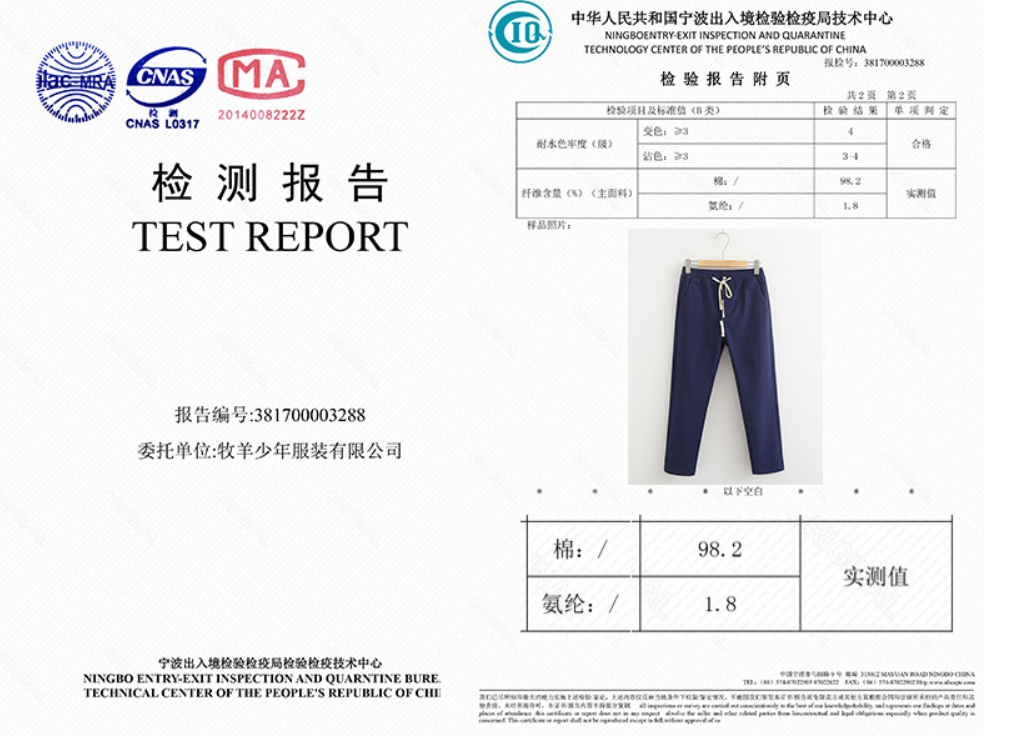 ilac-MRA
CNAS
检 测
CNAS L0317
MA
2014008222Z
检 测 报 告
TEST REPORT
报告编号:381700003288
委托单位:牧羊少年服装有限公司
宁波出入境检验检疫局检验检疫技术中心
NINGBO ENTRY-EXIT INSPECTION AND QUARNTINE BURE.
TECHNICAL CENTER OF THE PEOPLE'S REPUBLIC OF CHI
CIQ
中华人民共和国宁波出入境检验检疫局技术中心
NINGBOENTRY-EXIT INSPECTION AND QUARANTINE
TECHNOLOGY CENTER OF THE PEOPLE'S REPUBLIC OF CHINA
报检号：381700003288
检 验 报 告 附 页
共 2 页 第 2 页
检验项目及标准值（B 类） 检 验 结 果 单 项 判 定
耐水色牢度（级） 变色：≥3 4 合格
沾色：≥3 3-4
纤维含量（%）（主面料） 棉：/ 98.2 实测值
氨纶：/ 1.8
样品照片：
* * * * 以下空白 * * *
棉：/ 98.2 实测值
氨纶：/ 1.8